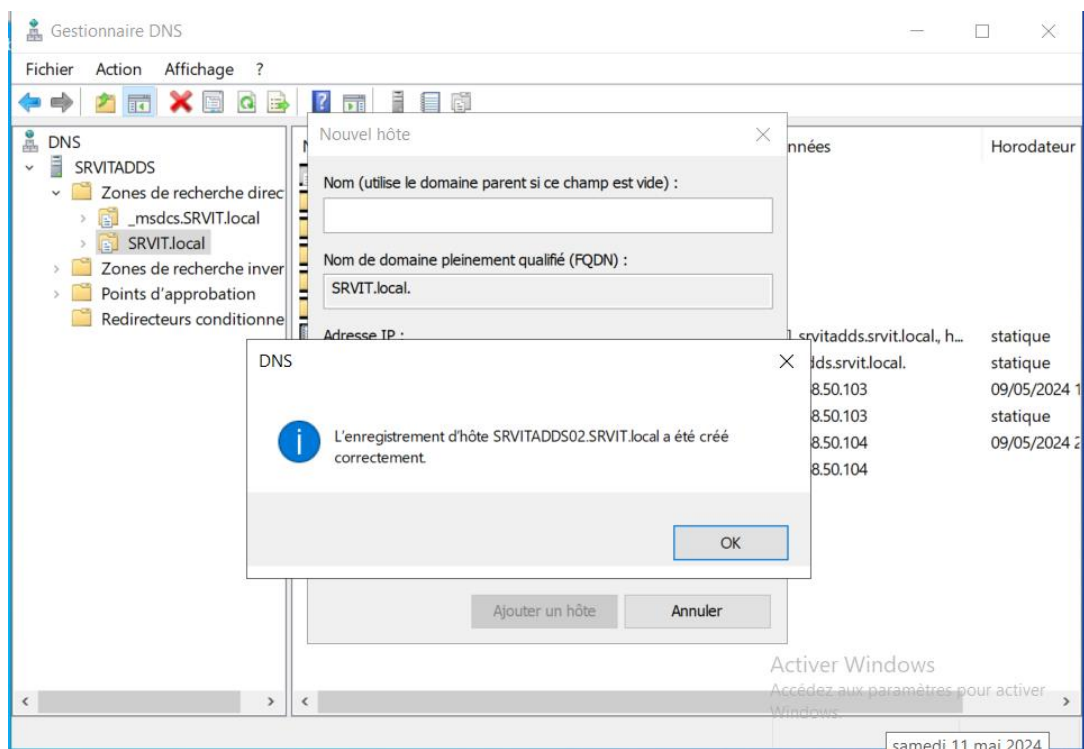 Gestionnaire DNS
Fichier Action Affichage ?
DNS
SRVITADDS
Zones de recherche direc
_msdcs.SRVIT.local
SRVIT.local
Zones de recherche inver
Points d'approbation
Redirecteurs conditionne
Nouvel hôte
Nom (utilise le domaine parent si ce champ est vide) :
Nom de domaine pleinement qualifié (FQDN) :
SRVIT.local.
Adresse IP :
nnées Horodateur
srvitadds.srvit.local., h... statique
dds.srvit.local. statique
8.50.103 09/05/2024 1
8.50.103 statique
8.50.104 09/05/2024 2
8.50.104
DNS
L'enregistrement d'hôte SRVITADDS02.SRVIT.local a été créé
correctement.
OK
Ajouter un hôte Annuler
Activer Windows
Accédez aux paramètres pour activer
Windows.
samedi 11 mai 2024